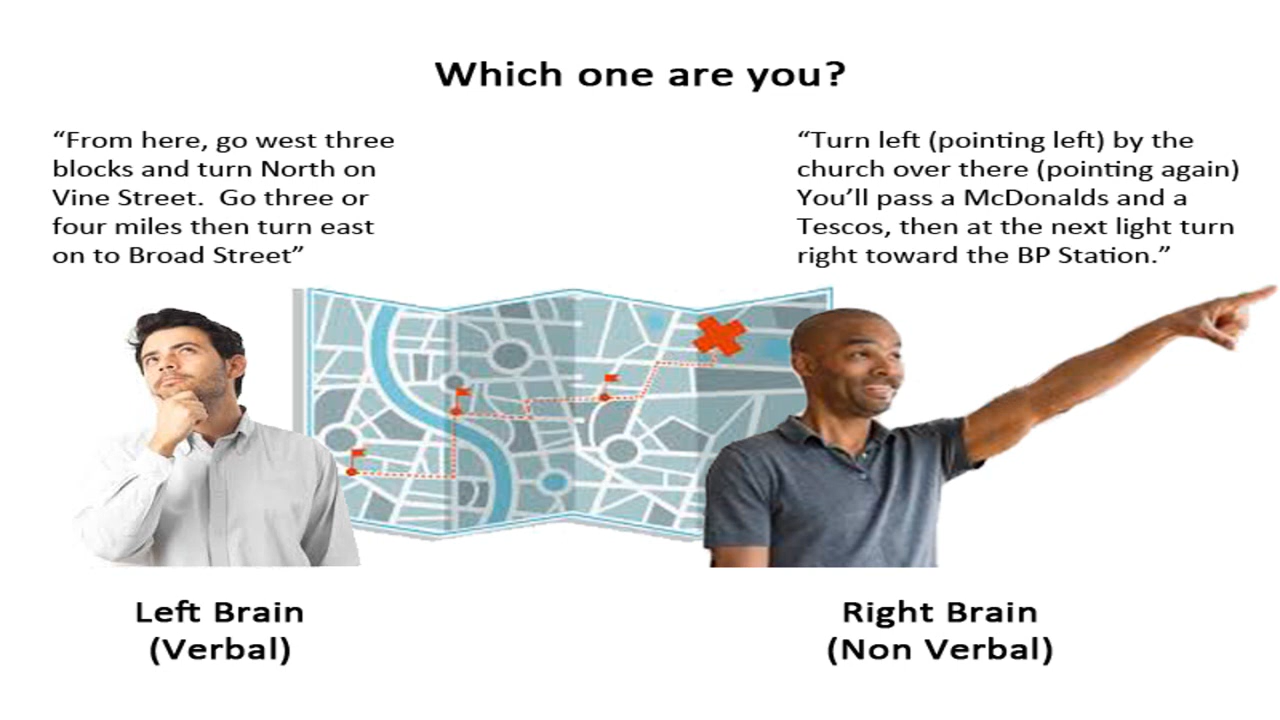 Which one are you?
“From here, go west three
blocks and turn North on
Vine Street.  Go three or
four miles then turn east
on to Broad Street”
“Turn left (pointing left) by the
church over there (pointing again)
You’ll pass a McDonalds and a
Tescos, then at the next light turn
right toward the BP Station.”
Left Brain
(Verbal)
Right Brain
(Non Verbal)